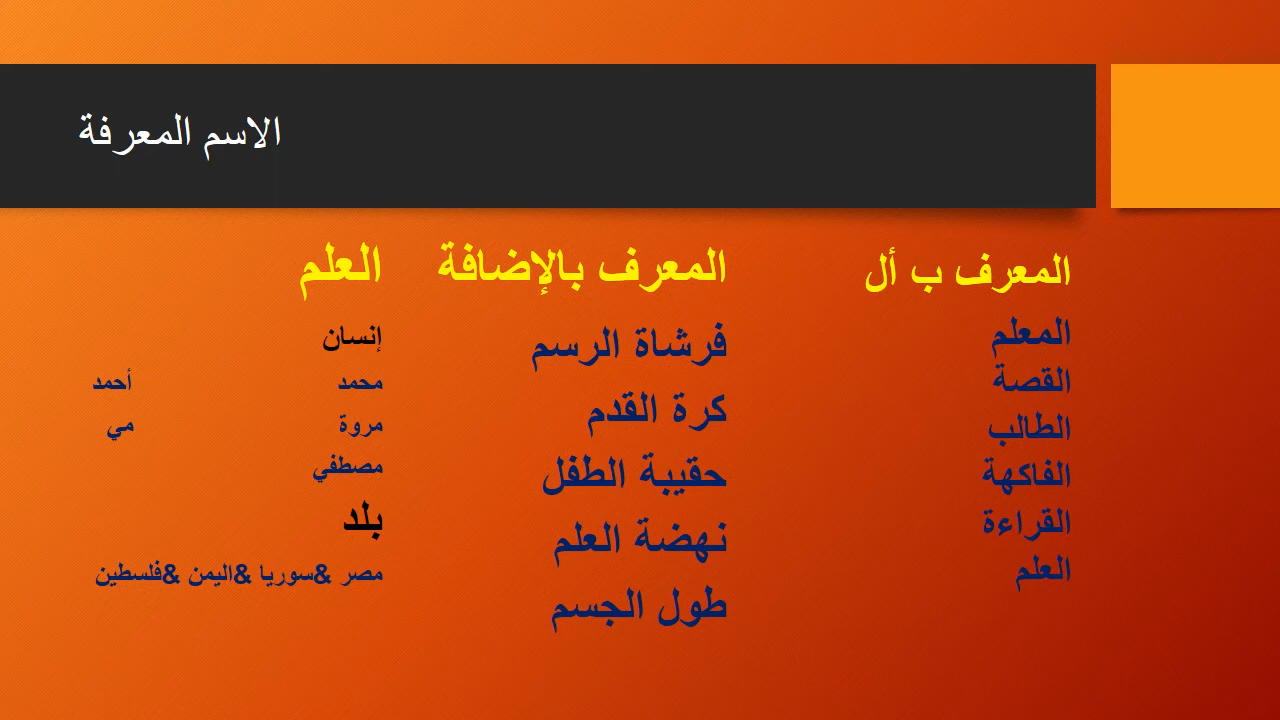 الاسم المعرفة
المعرف ب أل
المعلم
القصة
الطالب
الفاكهة
القراءة
العلم
المعرف بالإضافة
فرشاة الرسم
كرة القدم
حقيبة الطفل
نهضة العلم
طول الجسم
العلم
إنسان
محمد أحمد
مروة مي
مصطفي
بلد
مصر &سوريا &اليمن &فلسطين